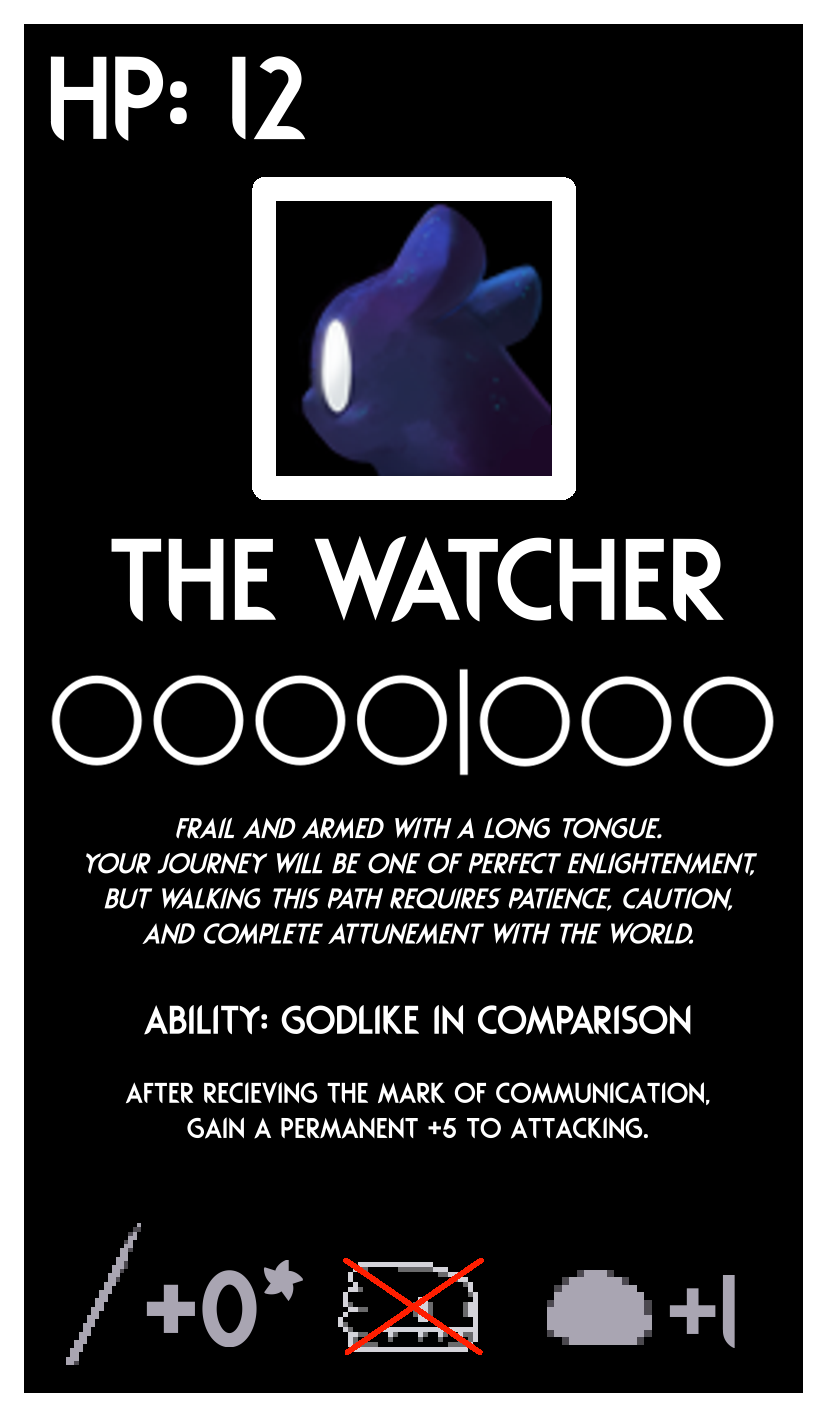 HP: 12
THE WATCHER
FRAIL AND ARMED WITH A LONG TONGUE.
YOUR JOURNEY WILL BE ONE OF PERFECT ENLIGHTENMENT,
BUT WALKING THIS PATH REQUIRES PATIENCE, CAUTION,
AND COMPLETE ATTUNEMENT WITH THE WORLD.
ABILITY: GODLIKE IN COMPARISON
AFTER RECIEVING THE MARK OF COMMUNICATION,
GAIN A PERMANENT +5 TO ATTACKING.
+0* +1